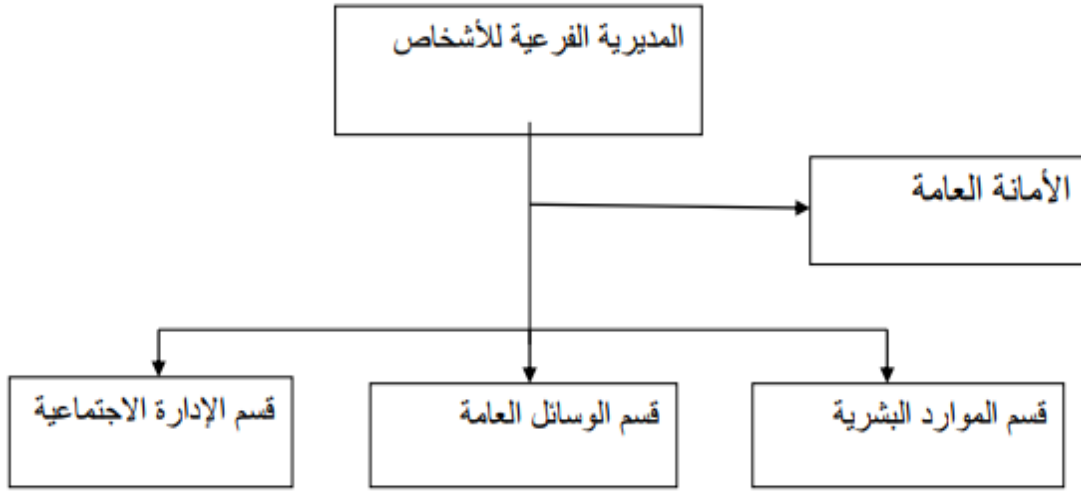 المديرية الفرعية للأشخاص
الأمانة العامة
قسم الموارد البشرية
قسم الوسائل العامة
قسم الإدارة الاجتماعية